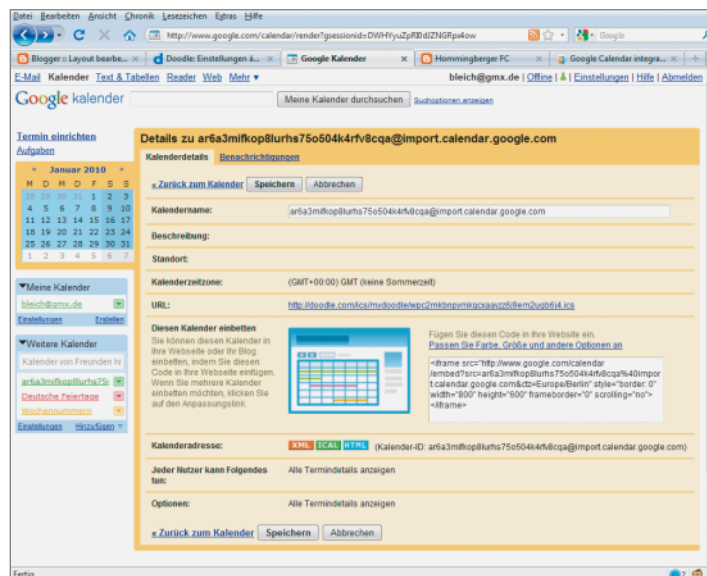 Datei Bearbeiten Ansicht Chronik Lesezeichen Extras Hilfe
http://www.google.com/calendar/render?gsessionid=DWHYyuZpRI0dIZNGRpx4ow
Google
Blogger :: Layout bearbe...
Doodle: Einstellungen ä...
Google Kalender
Hommingberger FC
Google Calendar integra...
E-Mail Kalender Text & Tabellen Reader Web Mehr ▼
bleich@gmx.de | Offline | Einstellungen | Hilfe | Abmelden
Google kalender
Meine Kalender durchsuchen
Suchoptionen anzeigen
Termin einrichten
Aufgaben
« Januar 2010 »
M D M D F S S
28 29 30 31 1 2 3
4 5 6 7 8 9 10
11 12 13 14 15 16 17
18 19 20 21 22 23 24
25 26 27 28 29 30 31
1 2 3 4 5 6 7
▼Meine Kalender
bleich@gmx.de
Einstellungen Erstellen
▼Weitere Kalender
Kalender von Freunden hi
ar6a3mifkop8lurhs75o
Deutsche Feiertage
Wochennummern
Einstellungen Hinzufügen ▼
Details zu ar6a3mifkop8lurhs75o504k4rfv8cqa@import.calendar.google.com
Kalenderdetails Benachrichtigungen
« Zurück zum Kalender Speichern Abbrechen
Kalendername: ar6a3mifkop8lurhs75o504k4rfv8cqa@import.calendar.google.com
Beschreibung:
Standort:
Kalenderzeitzone: (GMT+00:00) GMT (keine Sommerzeit)
URL:
Diesen Kalender einbetten
Sie können diesen Kalender in
Ihre Webseite oder Ihr Blog
einbetten, indem Sie diesen
Code in Ihre Webseite einfügen.
Wenn Sie mehrere Kalender
einbetten möchten, klicken Sie
auf den Anpassungslink.
Fügen Sie diesen Code in Ihre Website ein.
Passen Sie Farbe, Größe und andere Optionen an
<iframe src="http://www.google.com/calendar
/embed?src=ar6a3mifkop8lurhs75o504k4rfv8cqa%40impor
t.calendar.google.com&ctz=Europe/Berlin" style="border: 0"
width="800" height="600" frameborder="0" scrolling="no">
</iframe>
Kalenderadresse: XML ICAL HTML (Kalender-ID: ar6a3mifkop8lurhs75o504k4rfv8cqa@import.calendar.google.com)
Jeder Nutzer kann Folgendes
tun:
Alle Termindetails anzeigen
Optionen: Alle Termindetails anzeigen
« Zurück zum Kalender Speichern Abbrechen
Fertig